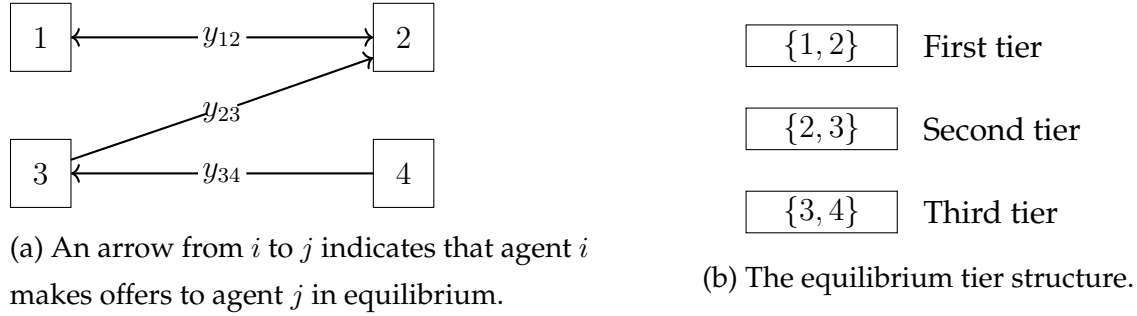 1 y₁₂ 2
y₂₃
3 y₃₄ 4
(a) An arrow from i to j indicates that agent i
makes offers to agent j in equilibrium.
{1, 2} First tier
{2, 3} Second tier
{3, 4} Third tier
(b) The equilibrium tier structure.